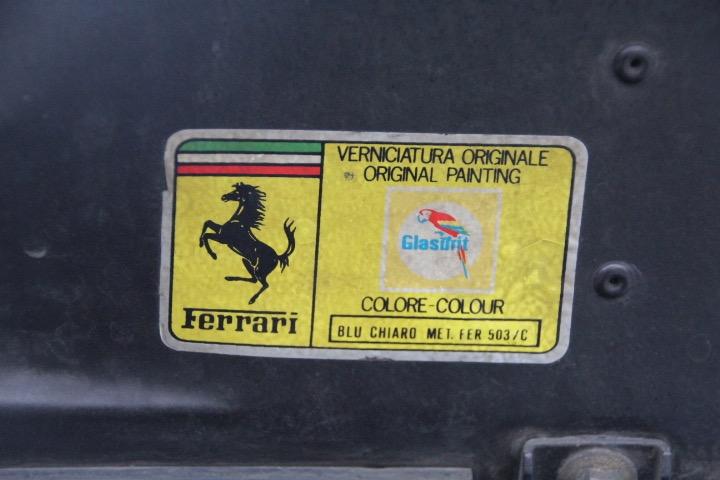 VERNICIATURA ORIGINALE
ORIGINAL PAINTING
Glasurit
COLORE-COLOUR
BLU CHIARO MET. FER 503/C
Ferrari